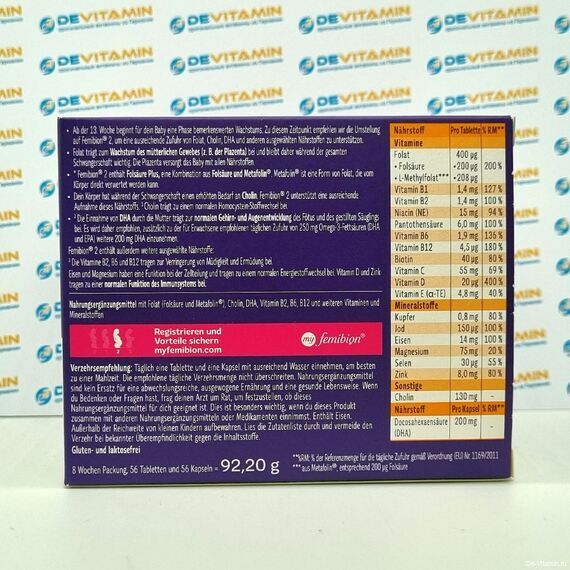 DEVITAMIN
• Ab der 13. Woche beginnt für dein Baby eine Phase bemerkenswerten Wachstums. Zu diesem Zeitpunkt empfehlen wir die Umstellung
auf Femibion® 2, um eine ausreichende Zufuhr von Folat, Cholin, DHA und anderen ausgewählten Nährstoffen zu unterstützen.
• Folat trägt zum Wachstum des mütterlichen Gewebes (z. B. der Plazenta) bei und bleibt daher während der gesamten
Schwangerschaft wichtig. Die Plazenta versorgt das Baby mit allen Nährstoffen.
• Femibion® 2 enthält Folsäure Plus, eine Kombination aus Folsäure und Metafolin®. Metafolin® ist eine Form von Folat, die vom
Körper direkt verwertet werden kann.
• Dein Körper hat während der Schwangerschaft einen erhöhten Bedarf an Cholin. Femibion® 2 unterstützt eine ausreichende
Aufnahme dieses Nährstoffs. ² Cholin trägt zu einem normalen Homocystein-Stoffwechsel bei
• ³ Die Einnahme von DHA durch die Mutter trägt zur normalen Gehirn- und Augenentwicklung des Fötus und des gestillten Säuglings
bei. Es wird daher empfohlen, zusätzlich zu der für Erwachsene empfohlenen täglichen Zufuhr von 250 mg Omega-3-Fettsäuren (DHA
und EPA) weitere 200 mg DHA einzunehmen.
Femibion® 2 enthält außerdem weitere ausgewählte Nährstoffe:
Die Vitamine B2, B6 und B12 tragen zur Verringerung von Müdigkeit und Ermüdung bei
Eisen und Magnesium haben eine Funktion bei der Zellteilung und tragen zu einem normalen Energiestoffwechsel bei. Vitamin D und Zink
tragen zu einer normalen Funktion des Immunsystems bei.
Nahrungsergänzungsmittel mit Folat (Folsäure und Metafolin®), Cholin, DHA, Vitamin B2, B6, B12 und weiteren Vitaminen und
Mineralstoffen
Registrieren und
Vorteile sichern
myfemibion.com
my femibion®
Verzehrsempfehlung: Täglich eine Tablette und eine Kapsel mit ausreichend Wasser einnehmen, am besten
zu einer Mahlzeit. Die empfohlene tägliche Verzehrsmenge nicht überschreiten. Nahrungsergänzungsmittel
sind kein Ersatz für eine abwechslungsreiche, ausgewogene Ernährung und eine gesunde Lebensweise. Wenn
du Bedenken oder Fragen hast, frag deinen Arzt um Rat, um festzustellen, ob dieses
Nahrungsergänzungsmittel für dich geeignet ist. Dies ist besonders wichtig, wenn du dieses Produkt
zusammen mit anderen Nahrungsergänzungsmitteln oder Medikamenten einnimmst. Enthält Eisen.
Außerhalb der Reichweite von kleinen Kindern aufbewahren. Lies die Zutatenliste durch und vermeide den
Verzehr bei bekannter Überempfindlichkeit gegen die Inhaltsstoffe.
Gluten- und laktosefrei
8 Wochen Packung, 56 Tabletten und 56 Kapseln= 92,20 g
Nährstoff Pro Tablette % RM**
Vitamine
Folat 400 µg
• Folsäure •200 µg 200%
• L-Methylfolat*** •208 µg
Vitamin B1 1,4 mg 127%
Vitamin B2 1,4 mg 100%
Niacin (NE) 15 mg 94%
Pantothensäure 6,0 mg 100%
Vitamin B6 1,9 mg 136%
Vitamin B12 4,5 µg 180%
Biotin 40 µg 80%
Vitamin C 55 mg 69%
Vitamin D 20 µg 400%
Vitamin E (α-TE) 4,8 mg 40%
Mineralstoffe
Kupfer 0,8 mg 80%
Jod 150 µg 100%
Eisen 14 mg 100%
Magnesium 75 mg 20%
Selen 30 µg 55%
Zink 8,0 mg 80%
Sonstige
Cholin 130 mg -
Nährstoff Pro Kapsel % RM**
Docosahexaensäure 200 mg -
(DHA)
**RM: % der Referenzmenge für die tägliche Zufuhr gemäß Verordnung (EU) Nr. 1169/2011
*** aus Metafolin®, entsprechend 200 µg Folsäure